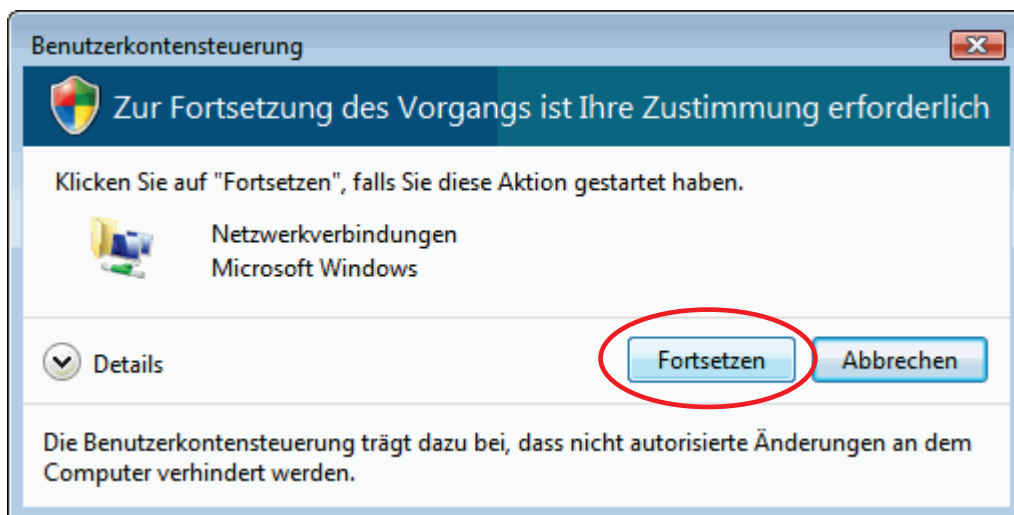 Benutzerkontensteuerung
Zur Fortsetzung des Vorgangs ist Ihre Zustimmung erforderlich
Klicken Sie auf "Fortsetzen", falls Sie diese Aktion gestartet haben.
Netzwerkverbindungen
Microsoft Windows
Details
Fortsetzen
Abbrechen
Die Benutzerkontensteuerung trägt dazu bei, dass nicht autorisierte Änderungen an dem
Computer verhindert werden.